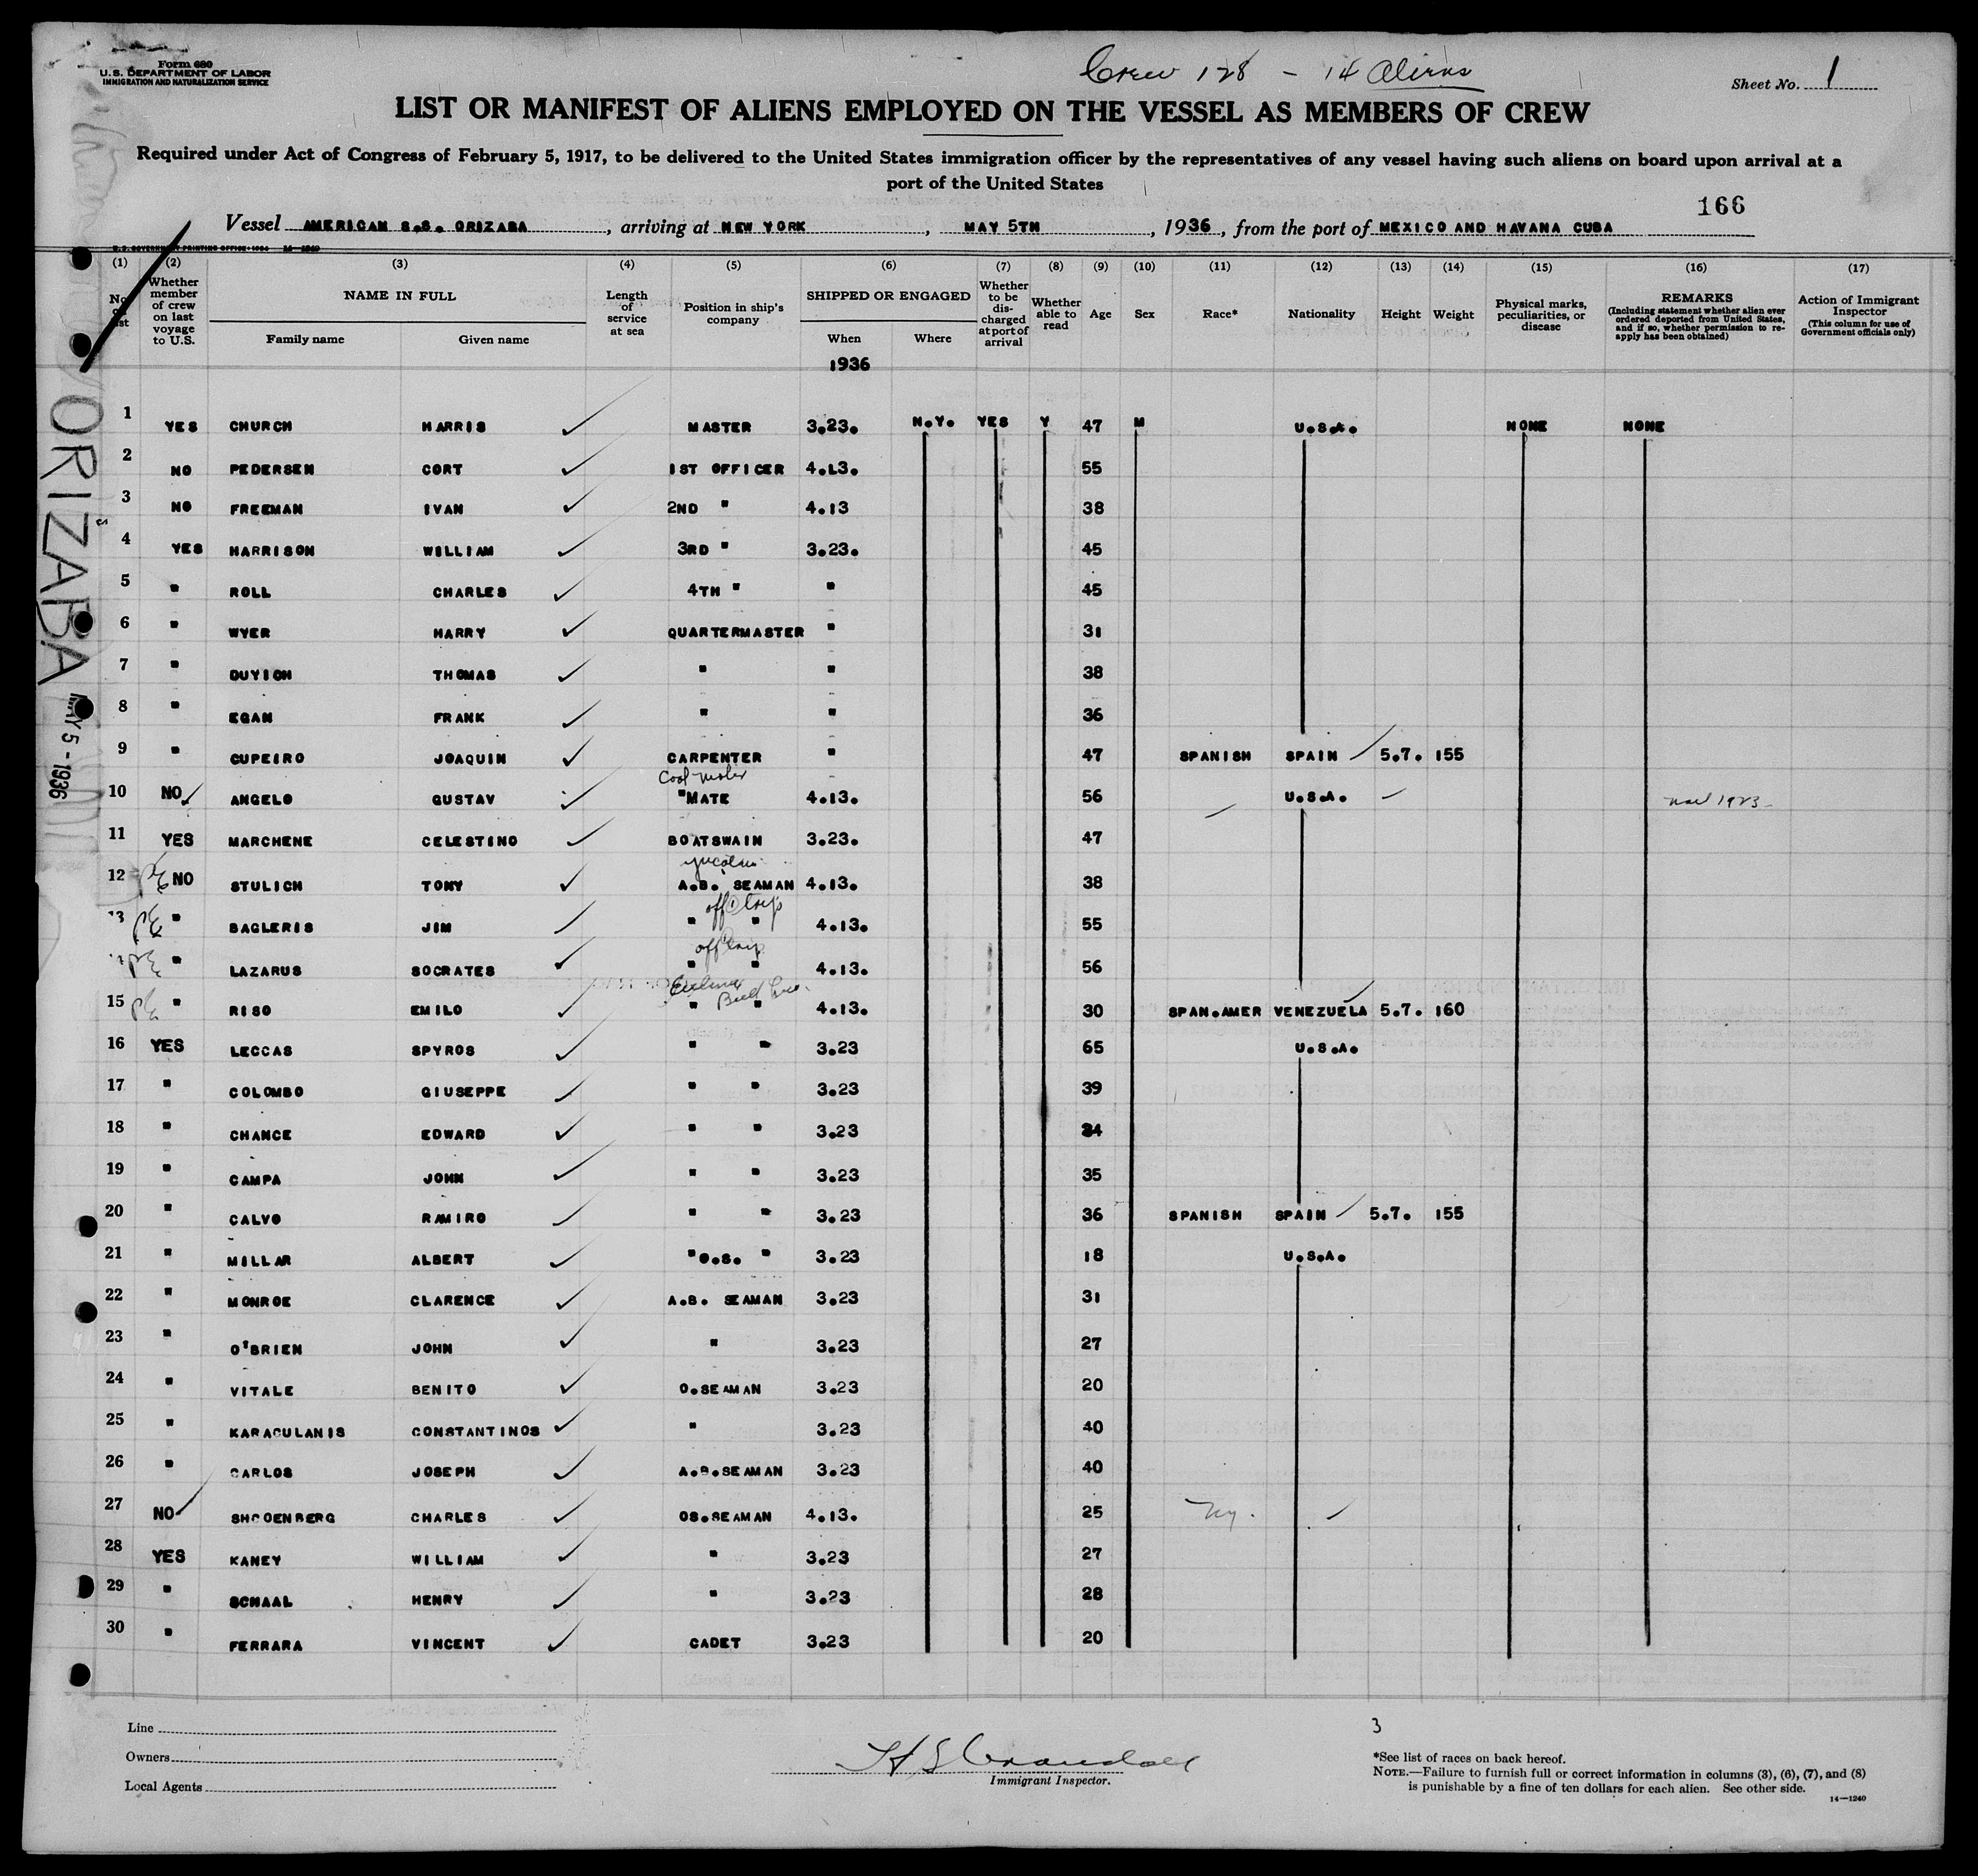 Form 680
U.S. DEPARTMENT OF LABOR
IMMIGRATION AND NATURALIZATION SERVICE
Crew 128 - 14 Aliens
Sheet No. 1
LIST OR MANIFEST OF ALIENS EMPLOYED ON THE VESSEL AS MEMBERS OF CREW
Required under Act of Congress of February 5, 1917, to be delivered to the United States immigration officer by the representatives of any vessel having such aliens on board upon arrival at a
port of the United States
166
Vessel AMERICAN S.S. ORIZABA, arriving at NEW YORK, MAY 5TH, 1936, from the port of MEXICO AND HAVANA CUBA
U.S. GOVERNMENT PRINTING OFFICE
(1) (2) (3) (4) (5) (6) (7) (8) (9) (10) (11) (12) (13) (14) (15) (16) (17)
No. on list
Whether member of crew on last voyage to U.S.
NAME IN FULL
Family name Given name
Length of service at sea
Position in ship's company
SHIPPED OR ENGAGED
When Where
Whether to be discharged at port of arrival
Whether able to read
Age
Sex
Race*
Nationality
Height
Weight
Physical marks, peculiarities, or disease
REMARKS
(Including statement whether alien ever ordered deported from United States, and if so, whether permission to re-apply has been obtained)
Action of Immigrant Inspector
(This column for use of Government officials only)
1936
1 YES CHURCH HARRIS MASTER 3.23. N.Y. YES Y 47 M U.S.A. NONE NONE
2 NO PEDERSEN CORT 1ST OFFICER 4.13. 55
3 NO FREEMAN IVAN 2ND " 4.13 38
4 YES HARRISON WILLIAM 3RD " 3.23. 45
5 " ROLL CHARLES 4TH " " 45
6 " WYER HARRY QUARTERMASTER " 31
7 " DUYICH THOMAS " " 38
8 " EGAN FRANK " " 36
9 " CUPEIRO JOAQUIN CARPENTER " 47 SPANISH SPAIN 5.7. 155
10 NO ANGELO GUSTAV "MATE 4.13. 56 U.S.A. 1923
11 YES MARCHENE CELESTINO BOATSWAIN 3.23. 47
12 NO STULICH TONY A.B. SEAMAN 4.13. 38
off trip
13 " BAGLERIS JIM " " 4.13. 55
off trip
" LAZARUS SOCRATES " " 4.13. 56
15 " RISO EMILO " " 4.13. 30 SPAN.AMER VENEZUELA 5.7. 160
16 YES LECCAS SPYROS " " 3.23 65 U.S.A.
17 " COLOMBO GIUSEPPE " " 3.23 39
18 " CHANCE EDWARD " " 3.23 34
19 " CAMPA JOHN " " 3.23 35
20 " CALVO RAMIRO " " 3.23 36 SPANISH SPAIN 5.7. 155
21 " MILLAR ALBERT "O.S. " 3.23 18 U.S.A.
22 " MONROE CLARENCE A.B. SEAMAN 3.23 31
23 " O'BRIEN JOHN " 3.23 27
24 " VITALE BENITO O.SEAMAN 3.23 20
25 " KARACULANIS CONSTANTINOS " 3.23 40
26 " CARLOS JOSEPH A.B.SEAMAN 3.23 40
27 NO SHOOENBERG CHARLES OS.SEAMAN 4.13. 25
28 YES KANEY WILLIAM " 3.23 27
29 " SCHAAL HENRY " 3.23 28
30 " FERRARA VINCENT CADET 3.23 20
ORIZABA
MAY 5 - 1936
Line
Owners
Local Agents
Immigrant Inspector.
3
*See list of races on back hereof.
NOTE.—Failure to furnish full or correct information in columns (3), (6), (7), and (8)
is punishable by a fine of ten dollars for each alien. See other side.
14—1240